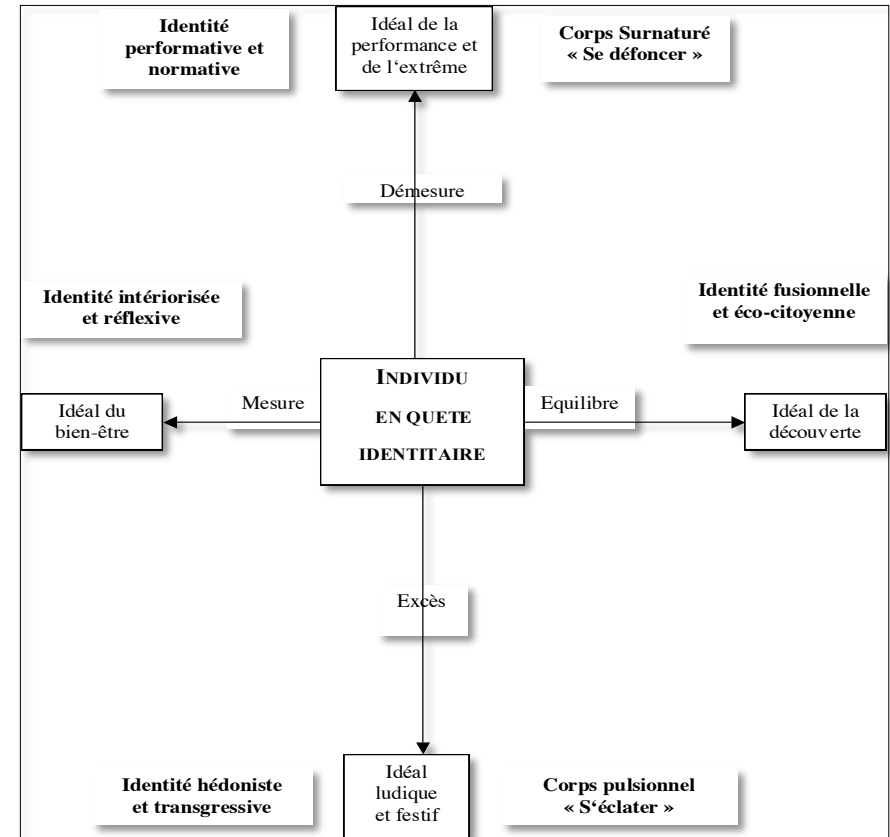 Identité
performative et
normative
Idéal de la
performance et
de l‘extrême
Corps Surnaturé
« Se défoncer »
Démesure
Identité intériorisée
et réflexive
Identité fusionnelle
et éco-citoyenne
INDIVIDU
EN QUETE
IDENTITAIRE
Mesure
Equilibre
Idéal du
bien-être
Idéal de la
découverte
Excès
Identité hédoniste
et transgressive
Idéal
ludique
et festif
Corps pulsionnel
« S‘éclater »